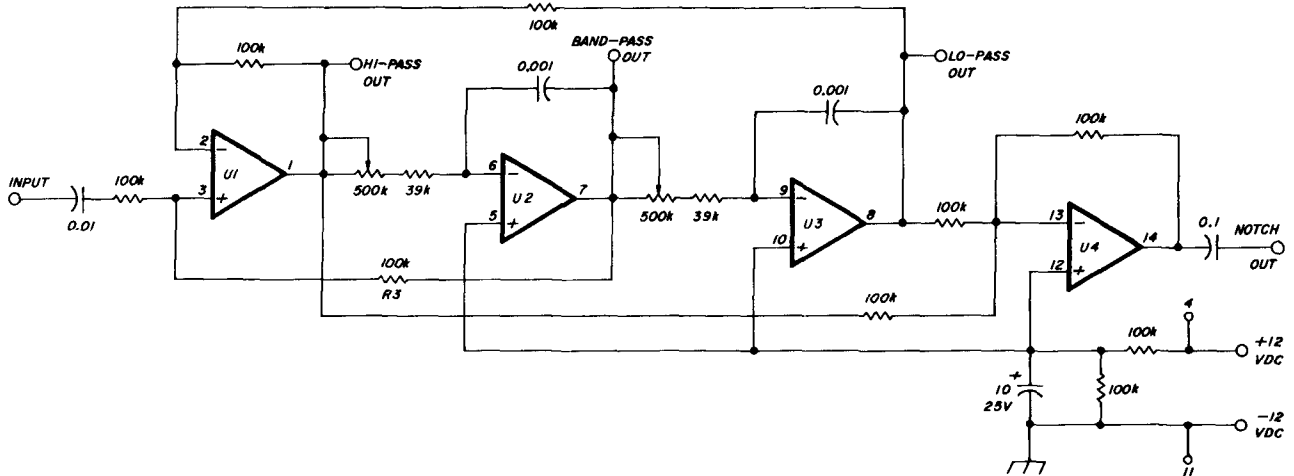 100k
100k
HI-PASS
OUT
BAND-PASS
OUT
0.001
LO-PASS
OUT
0.001
100k
2
-
U1
1
3
+
INPUT
0.01
100k
500k
39k
6
-
U2
7
5
+
500k
39k
9
-
U3
8
10
+
100k
13
-
U4
14
12
+
0.1
NOTCH
OUT
100k
R3
100k
4
100k
+12
VDC
+
10
25V
100k
-12
VDC
11